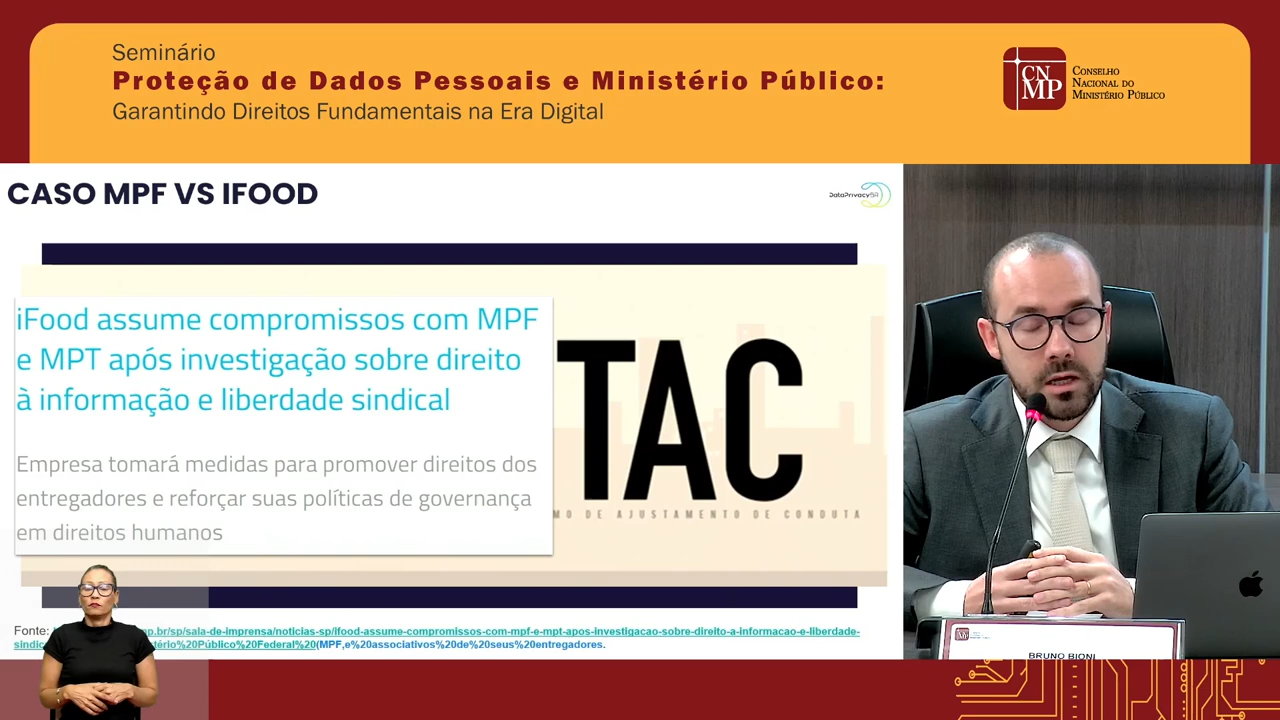 Seminário
Proteção de Dados Pessoais e Ministério Público:
Garantindo Direitos Fundamentais na Era Digital
CN
MP
Conselho
Nacional do
Ministério Público
CASO MPF VS IFOOD
DataPrivacyBR
iFood assume compromissos com MPF
e MPT após investigação sobre direito
à informação e liberdade sindical
Empresa tomará medidas para promover direitos dos
entregadores e reforçar suas políticas de governança
em direitos humanos
TAC
MO DE AJUSTAMENTO DE CONDUTA
Fonte: mp.br/sp/sala-de-imprensa/noticias-sp/ifood-assume-compromissos-com-mpf-e-mpt-apos-investigacao-sobre-direito-a-informacao-e-liberdade-
sindic tério%20Público%20Federal%20(MPF,e%20associativos%20de%20seus%20entregadores.
BRUNO BIONI